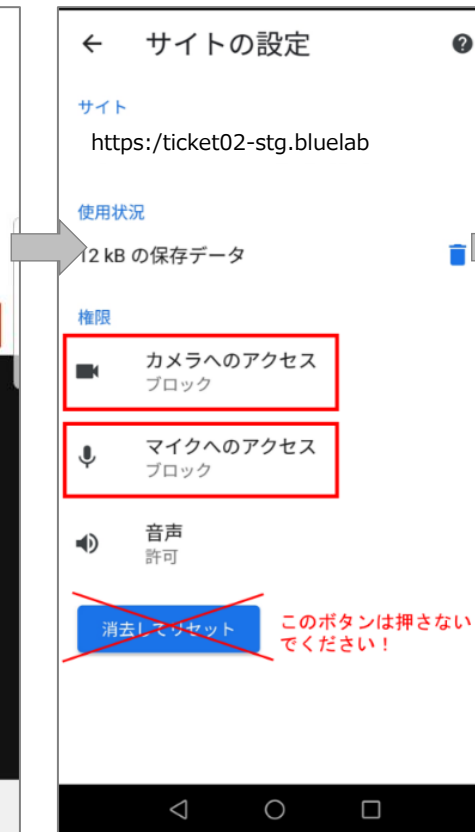 サイトの設定
サイト
https:/ticket02-stg.bluelab
使用状況
12 kB の保存データ
権限
カメラへのアクセス
ブロック
マイクへのアクセス
ブロック
音声
許可
消去してリセット
このボタンは押さない
でください！